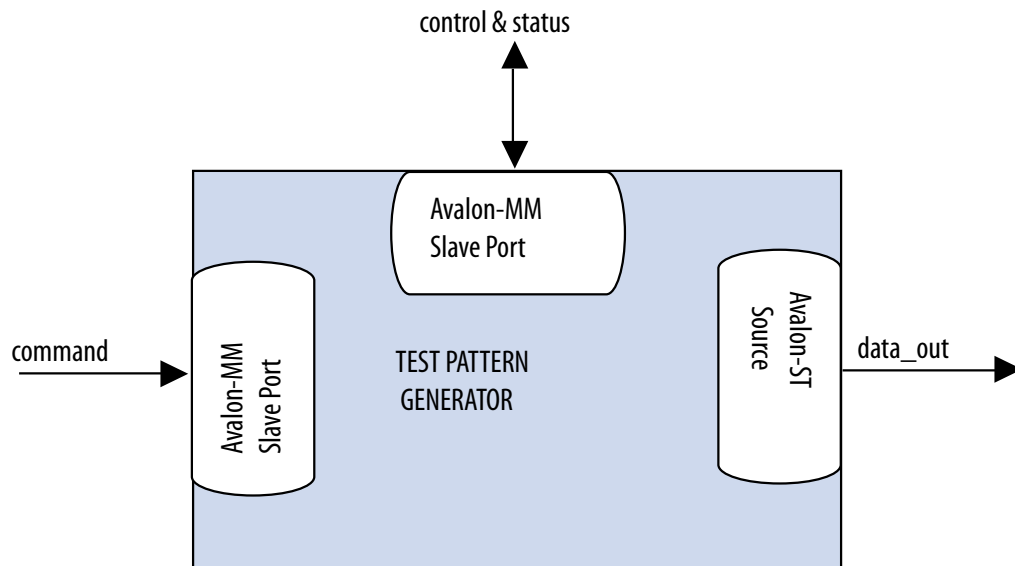 control & status
Avalon-MM
Slave Port
command
Avalon-MM
Slave Port
TEST PATTERN
GENERATOR
Avalon-ST
Source
data_out